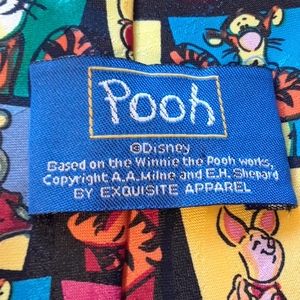 Pooh
©Disney
Based on the Winnie the Pooh works,
Copyright A.A.Milne and E.H. Shepard
BY EXQUISITE APPAREL